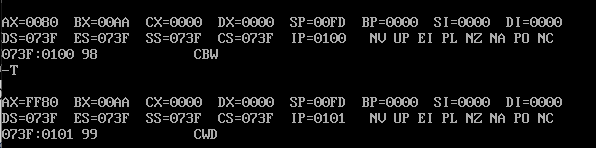 AX=0080  BX=00AA  CX=0000  DX=0000  SP=00FD  BP=0000  SI=0000  DI=0000
DS=073F  ES=073F  SS=073F  CS=073F  IP=0100   NV UP EI PL NZ NA PO NC
073F:0100 98            CBW
-T
AX=FF80  BX=00AA  CX=0000  DX=0000  SP=00FD  BP=0000  SI=0000  DI=0000
DS=073F  ES=073F  SS=073F  CS=073F  IP=0101   NV UP EI PL NZ NA PO NC
073F:0101 99            CWD